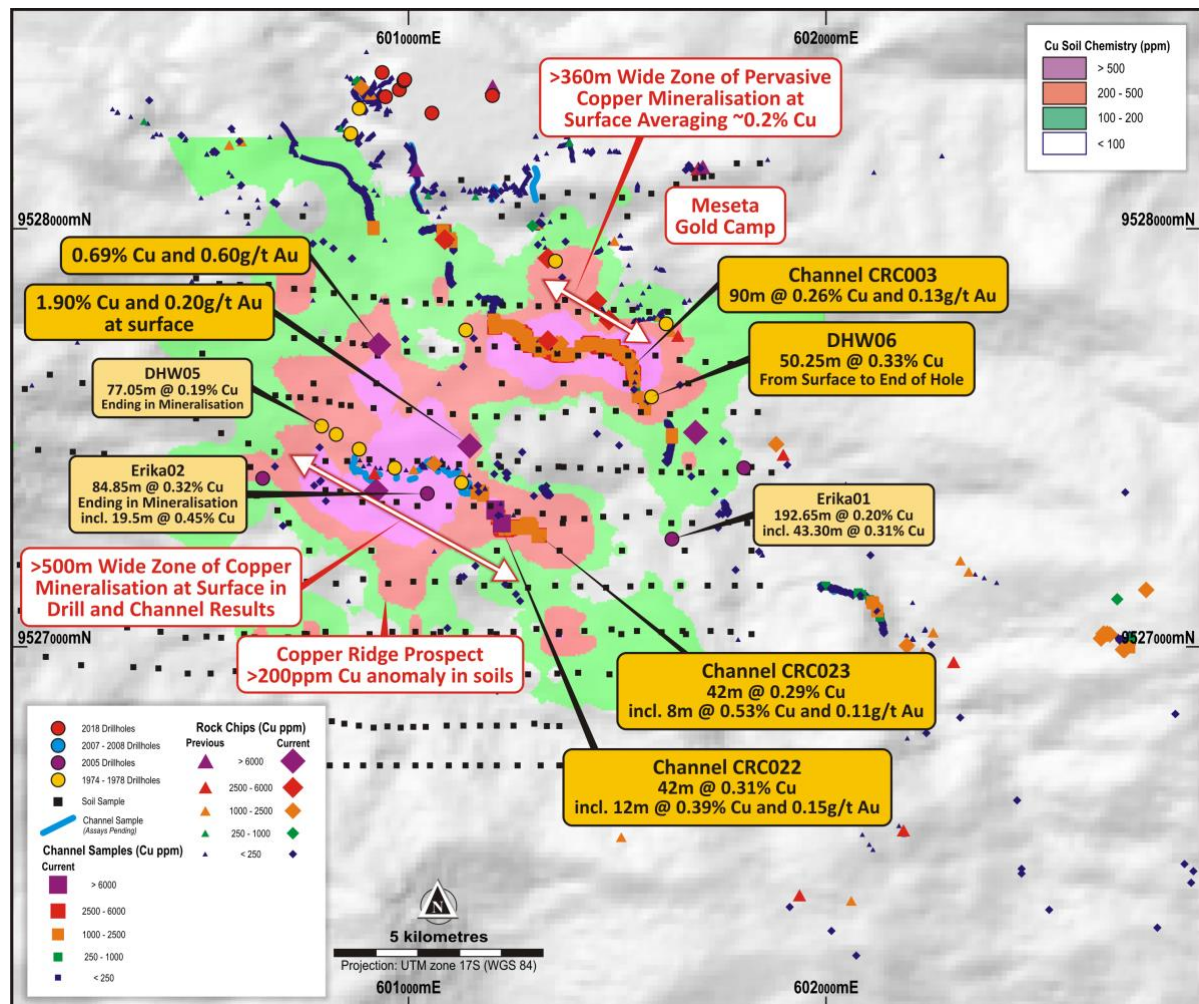 601000mE
602000mE
Cu Soil Chemistry (ppm)
> 500
200 - 500
100 - 200
< 100
>360m Wide Zone of Pervasive
Copper Mineralisation at
Surface Averaging ~0.2% Cu
Meseta
Gold Camp
9528000mN
9528000mN
0.69% Cu and 0.60g/t Au
1.90% Cu and 0.20g/t Au
at surface
Channel CRC003
90m @ 0.26% Cu and 0.13g/t Au
DHW06
50.25m @ 0.33% Cu
From Surface to End of Hole
DHW05
77.05m @ 0.19% Cu
Ending in Mineralisation
Erika02
84.85m @ 0.32% Cu
Ending in Mineralisation
incl. 19.5m @ 0.45% Cu
Erika01
192.65m @ 0.20% Cu
incl. 43.30m @ 0.31% Cu
>500m Wide Zone of Copper
Mineralisation at Surface in
Drill and Channel Results
9527000mN
9527000mN
Copper Ridge Prospect
>200ppm Cu anomaly in soils
Channel CRC023
42m @ 0.29% Cu
incl. 8m @ 0.53% Cu and 0.11g/t Au
Channel CRC022
42m @ 0.31% Cu
incl. 12m @ 0.39% Cu and 0.15g/t Au
2018 Drillholes
2007 - 2008 Drillholes
2005 Drillholes
1974 - 1978 Drillholes
Soil Sample
Channel Sample
(Assays Pending)
Channel Samples (Cu ppm)
Current
> 6000
2500 - 6000
1000 - 2500
250 - 1000
< 250
Rock Chips (Cu ppm)
Previous Current
> 6000
2500 - 6000
1000 - 2500
250 - 1000
< 250
N
5 kilometres
Projection: UTM zone 17S (WGS 84)
601000mE
602000mE